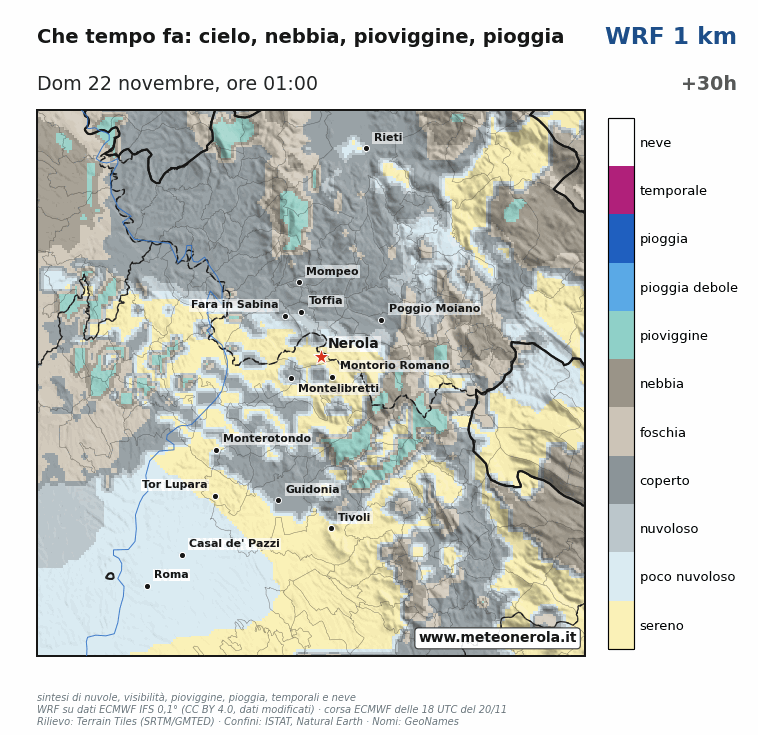 Che tempo fa: cielo, nebbia, pioviggine, pioggia
WRF 1 km
Dom 22 novembre, ore 01:00
+30h
Rieti
Mompeo
Fara in Sabina
Toffia
Poggio Moiano
Nerola
Montorio Romano
Montelibretti
Monterotondo
Tor Lupara
Guidonia
Tivoli
Casal de' Pazzi
Roma
www.meteonerola.it
neve
temporale
pioggia
pioggia debole
pioviggine
nebbia
foschia
coperto
nuvoloso
poco nuvoloso
sereno
sintesi di nuvole, visibilità, pioviggine, pioggia, temporali e neve
WRF su dati ECMWF IFS 0,1° (CC BY 4.0, dati modificati) · corsa ECMWF delle 18 UTC del 20/11
Rilievo: Terrain Tiles (SRTM/GMTED) · Confini: ISTAT, Natural Earth · Nomi: GeoNames